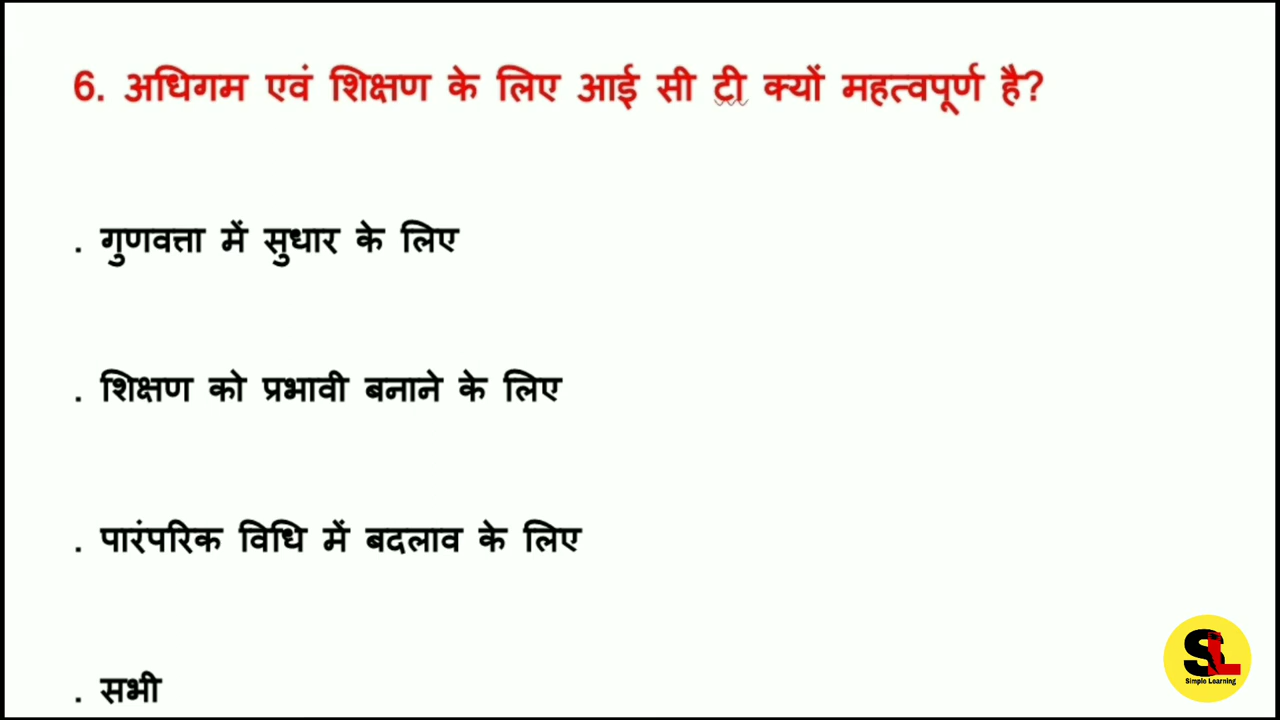 6. अधिगम एवं शिक्षण के लिए आई सी टी क्यों महत्वपूर्ण है?
. गुणवत्ता में सुधार के लिए
. शिक्षण को प्रभावी बनाने के लिए
. पारंपरिक विधि में बदलाव के लिए
. सभी
SL
Simple Learning